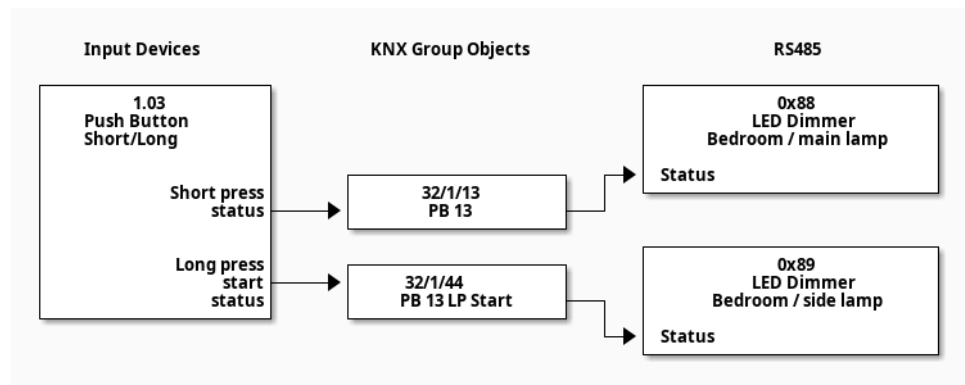 Input Devices
KNX Group Objects
RS485
1.03
Push Button
Short/Long
Short press
status
Long press
start
status
32/1/13
PB 13
32/1/44
PB 13 LP Start
0x88
LED Dimmer
Bedroom / main lamp
Status
0x89
LED Dimmer
Bedroom / side lamp
Status